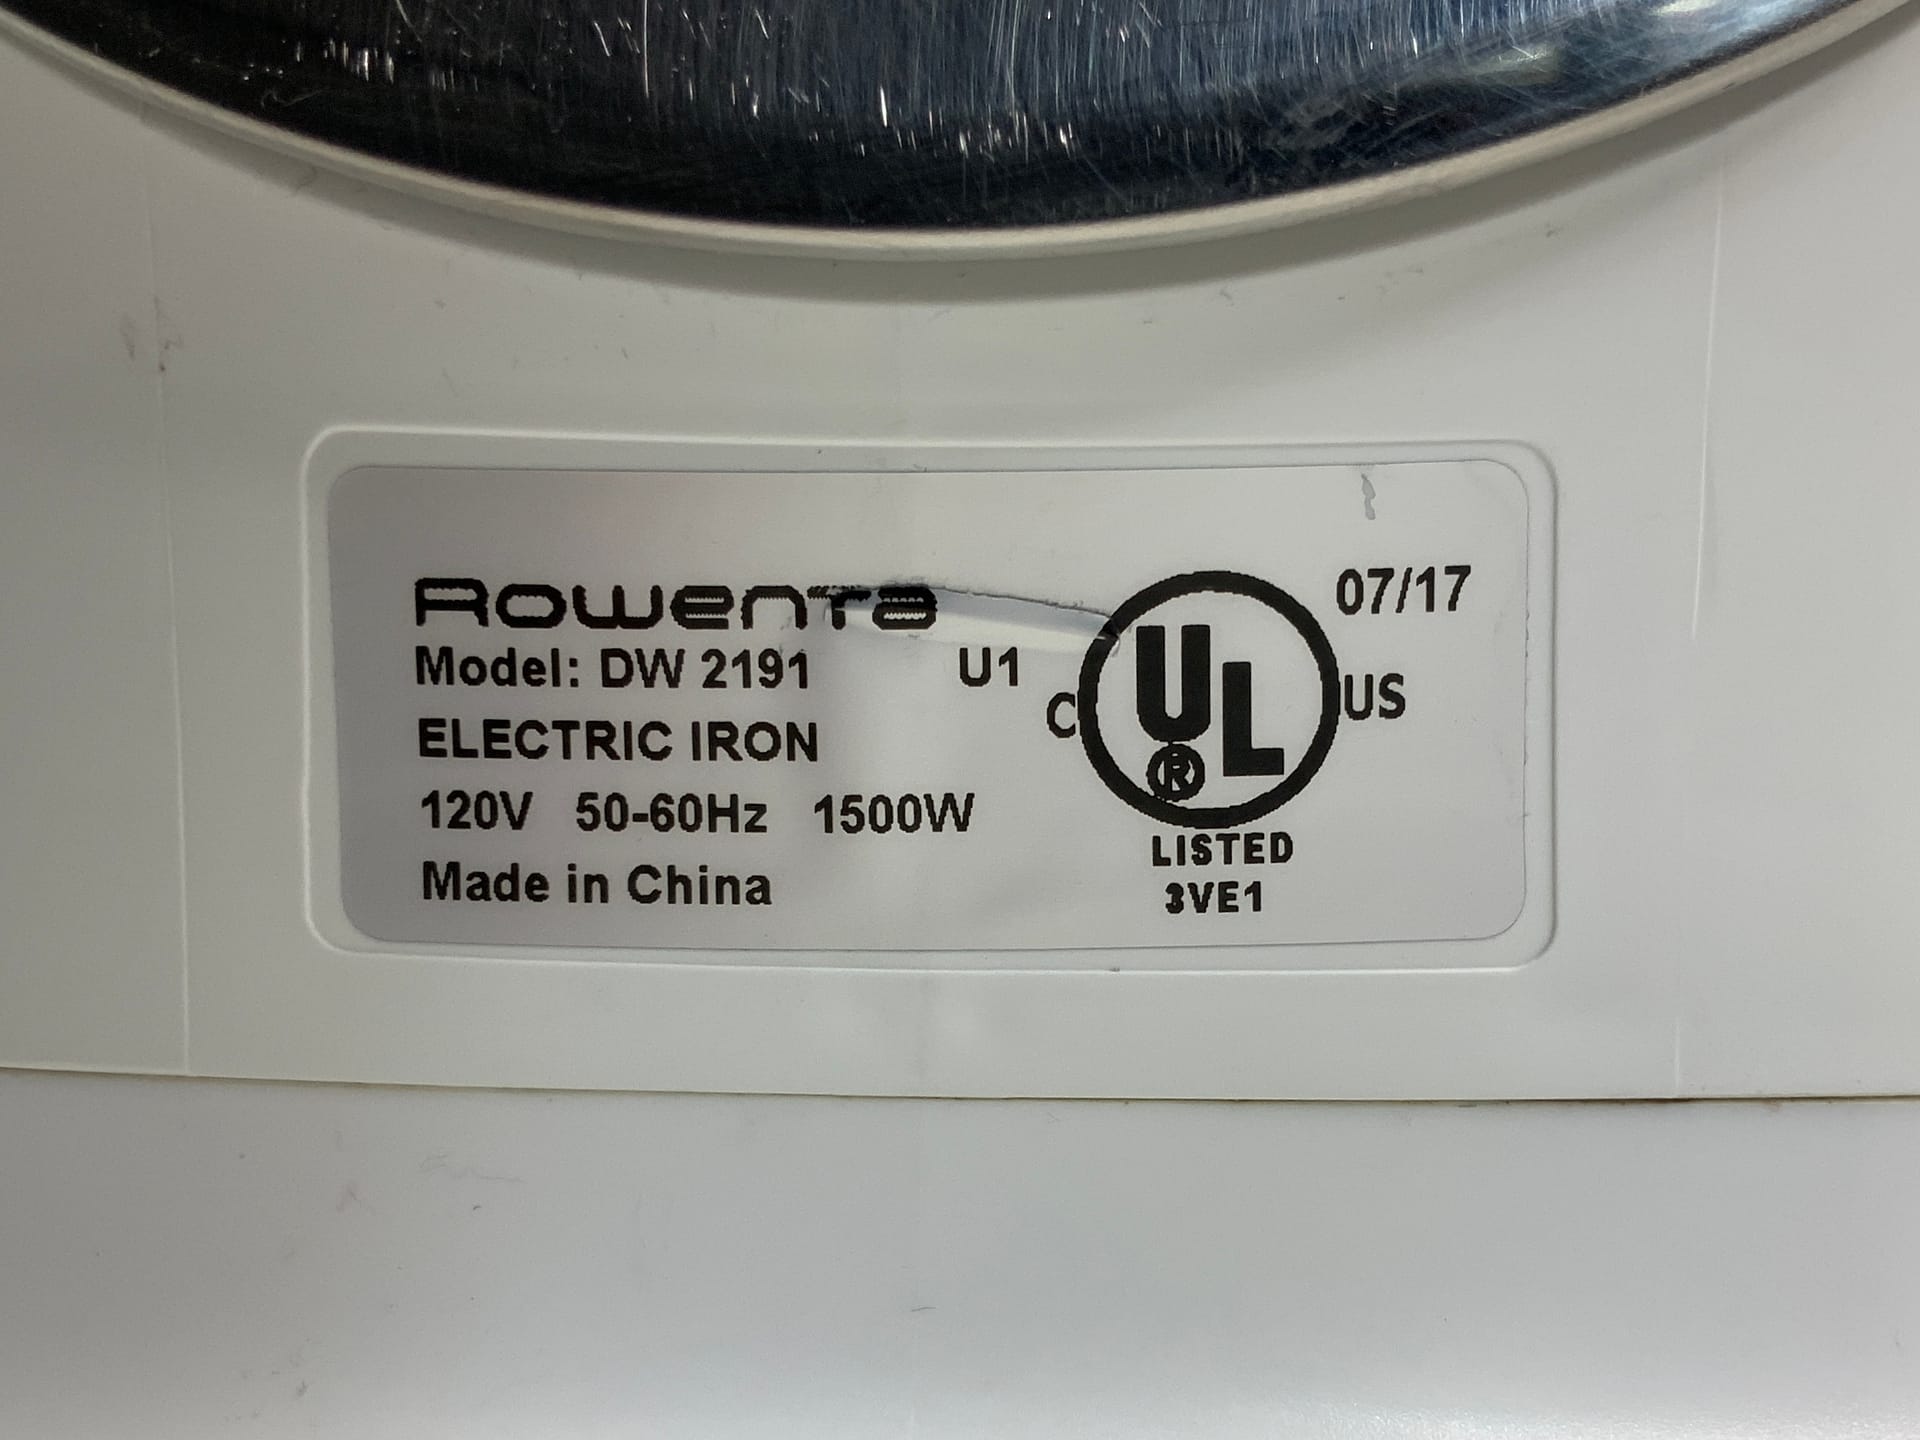 Rowenta
Model: DW 2191 U1
ELECTRIC IRON
120V 50-60Hz 1500W
Made in China
C UL ® US
LISTED
3VE1
07/17